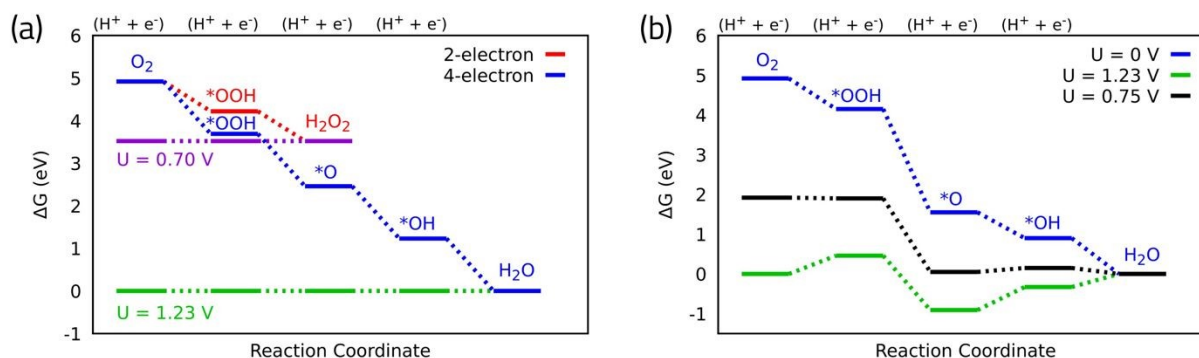 (a)
(H⁺ + e⁻) (H⁺ + e⁻) (H⁺ + e⁻) (H⁺ + e⁻)
6
5
4
3
2
1
0
-1
ΔG (eV)
2-electron
4-electron
O₂
*OOH
*OOH
H₂O₂
U = 0.70 V
*O
*OH
H₂O
U = 1.23 V
Reaction Coordinate
(b)
(H⁺ + e⁻) (H⁺ + e⁻) (H⁺ + e⁻) (H⁺ + e⁻)
6
5
4
3
2
1
0
-1
ΔG (eV)
U = 0 V
U = 1.23 V
U = 0.75 V
O₂
*OOH
*O
*OH
H₂O
Reaction Coordinate